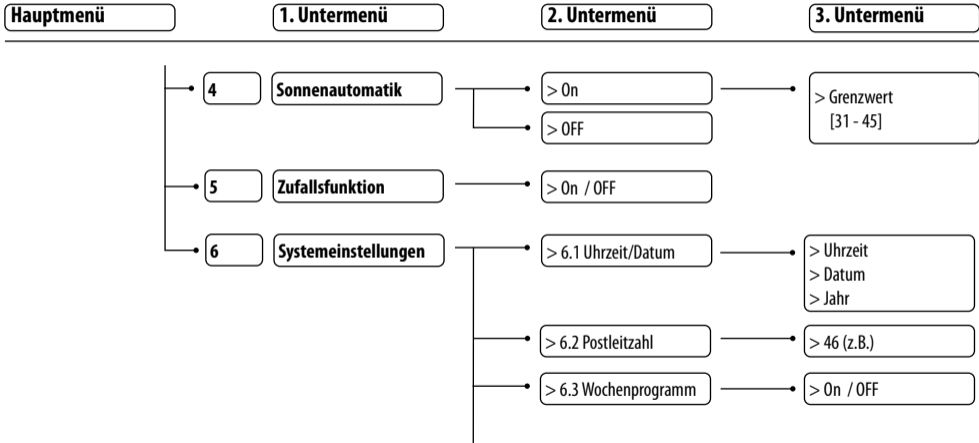 Hauptmenü 1. Untermenü 2. Untermenü 3. Untermenü
4 Sonnenautomatik > On > Grenzwert
[31 - 45]
> OFF
5 Zufallsfunktion > On / OFF
6 Systemeinstellungen > 6.1 Uhrzeit/Datum > Uhrzeit
> Datum
> Jahr
> 6.2 Postleitzahl > 46 (z.B.)
> 6.3 Wochenprogramm > On / OFF